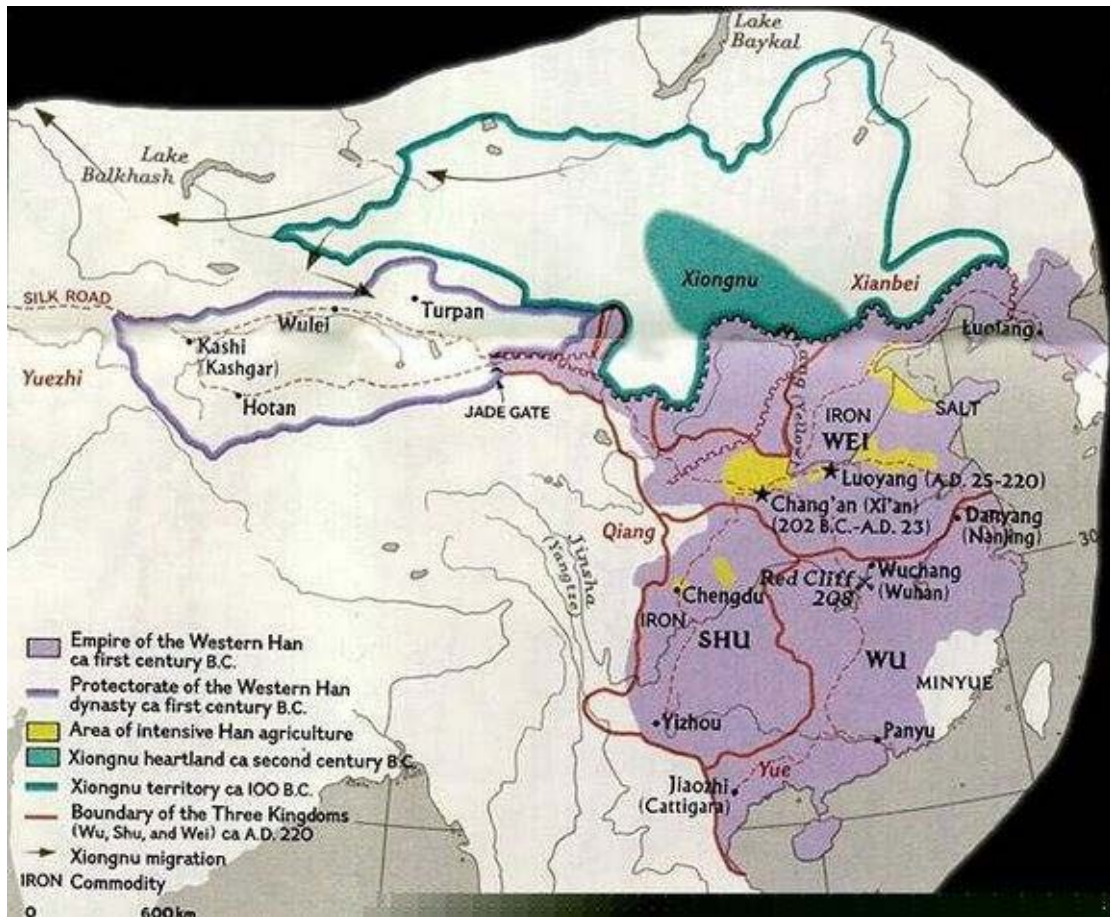 Lake
Baykal
Lake
Balkhash
Xiongnu
Xianbei
SILK ROAD
Turpan
Wulei
Luolang
Kashi
(Kashgar)
Yuezhi
Hotan
JADE GATE
IRON
SALT
WEI
(Yellow)
Luoyang (A.D. 25-220)
Chang'an (Xi'an)
(202 B.C.-A.D. 23)
Danyang
(Nanjing)
Qiang
30
Jinsha
(Yangtze)
Red Cliff
208
Wuchang
(Wuhan)
Chengdu
IRON
SHU
WU
MINYUE
Yizhou
Panyu
Yue
Jiaozhi
(Cattigara)
Empire of the Western Han
ca first century B.C.
Protectorate of the Western Han
dynasty ca first century B.C.
Area of intensive Han agriculture
Xiongnu heartland ca second century B.C.
Xiongnu territory ca 100 B.C.
Boundary of the Three Kingdoms
(Wu, Shu, and Wei) ca A.D. 220
Xiongnu migration
IRON Commodity
0 600 km